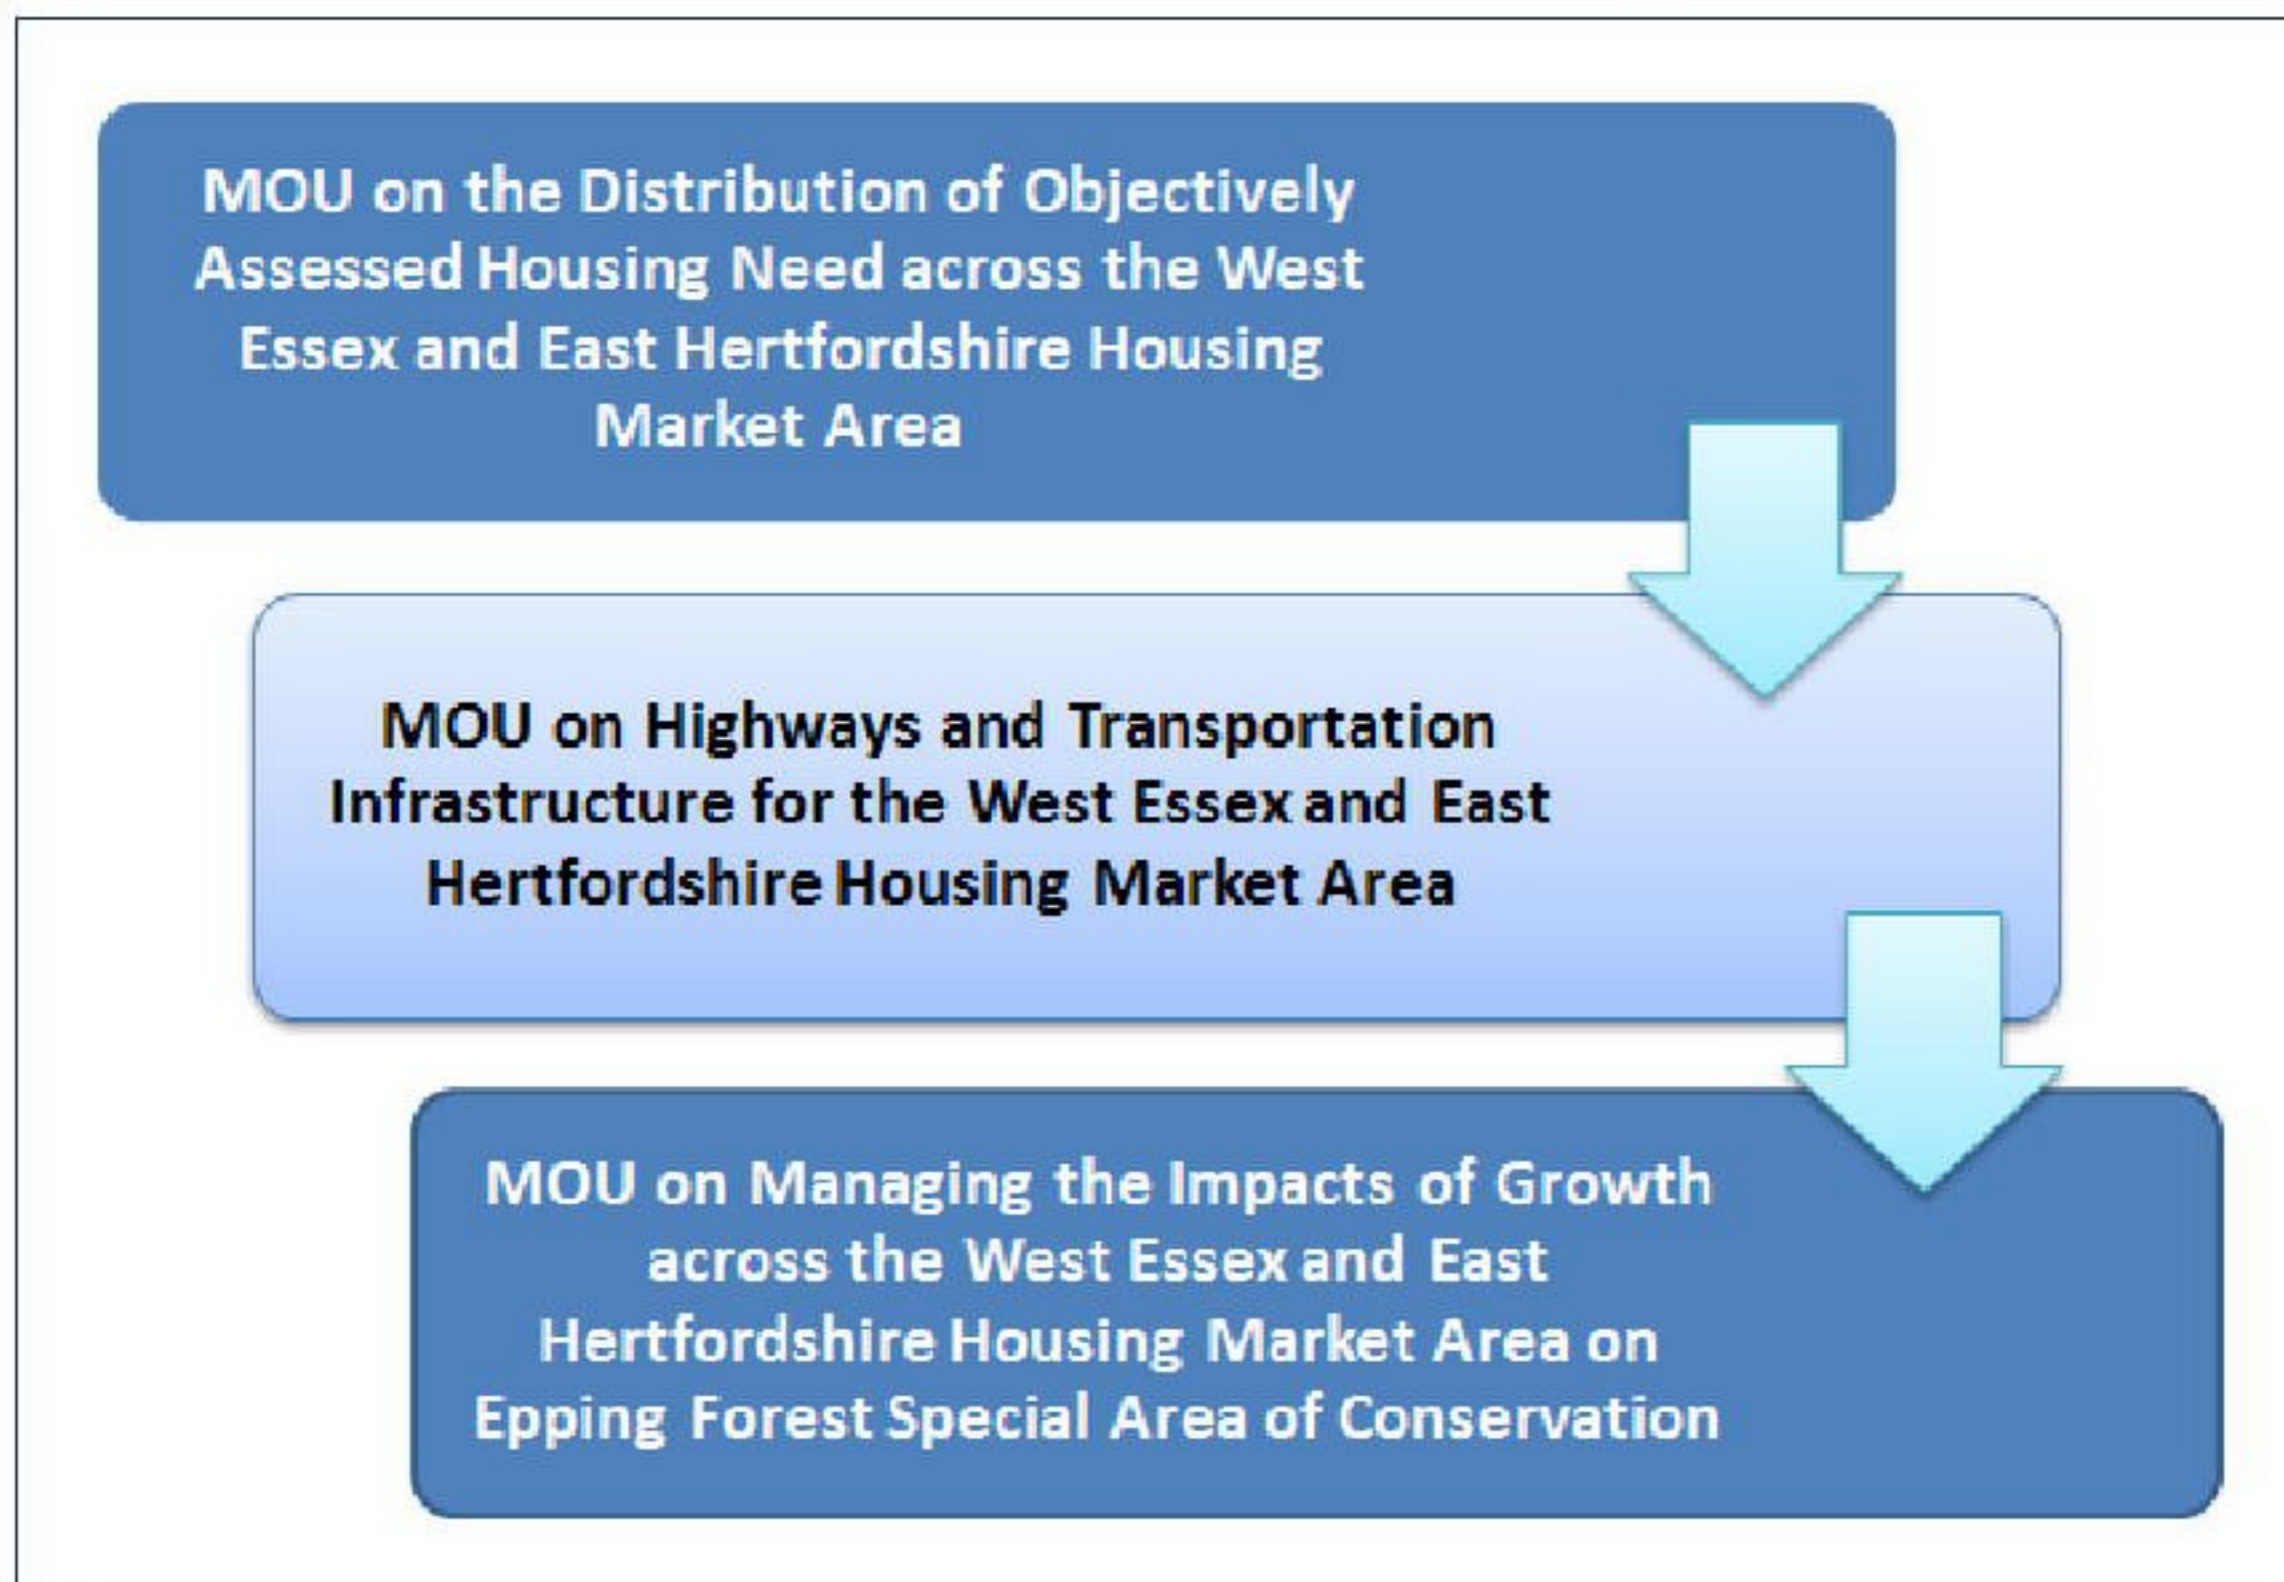 MOU on the Distribution of Objectively
Assessed Housing Need across the West
Essex and East Hertfordshire Housing
Market Area
MOU on Highways and Transportation
Infrastructure for the West Essex and East
Hertfordshire Housing Market Area
MOU on Managing the Impacts of Growth
across the West Essex and East
Hertfordshire Housing Market Area on
Epping Forest Special Area of Conservation